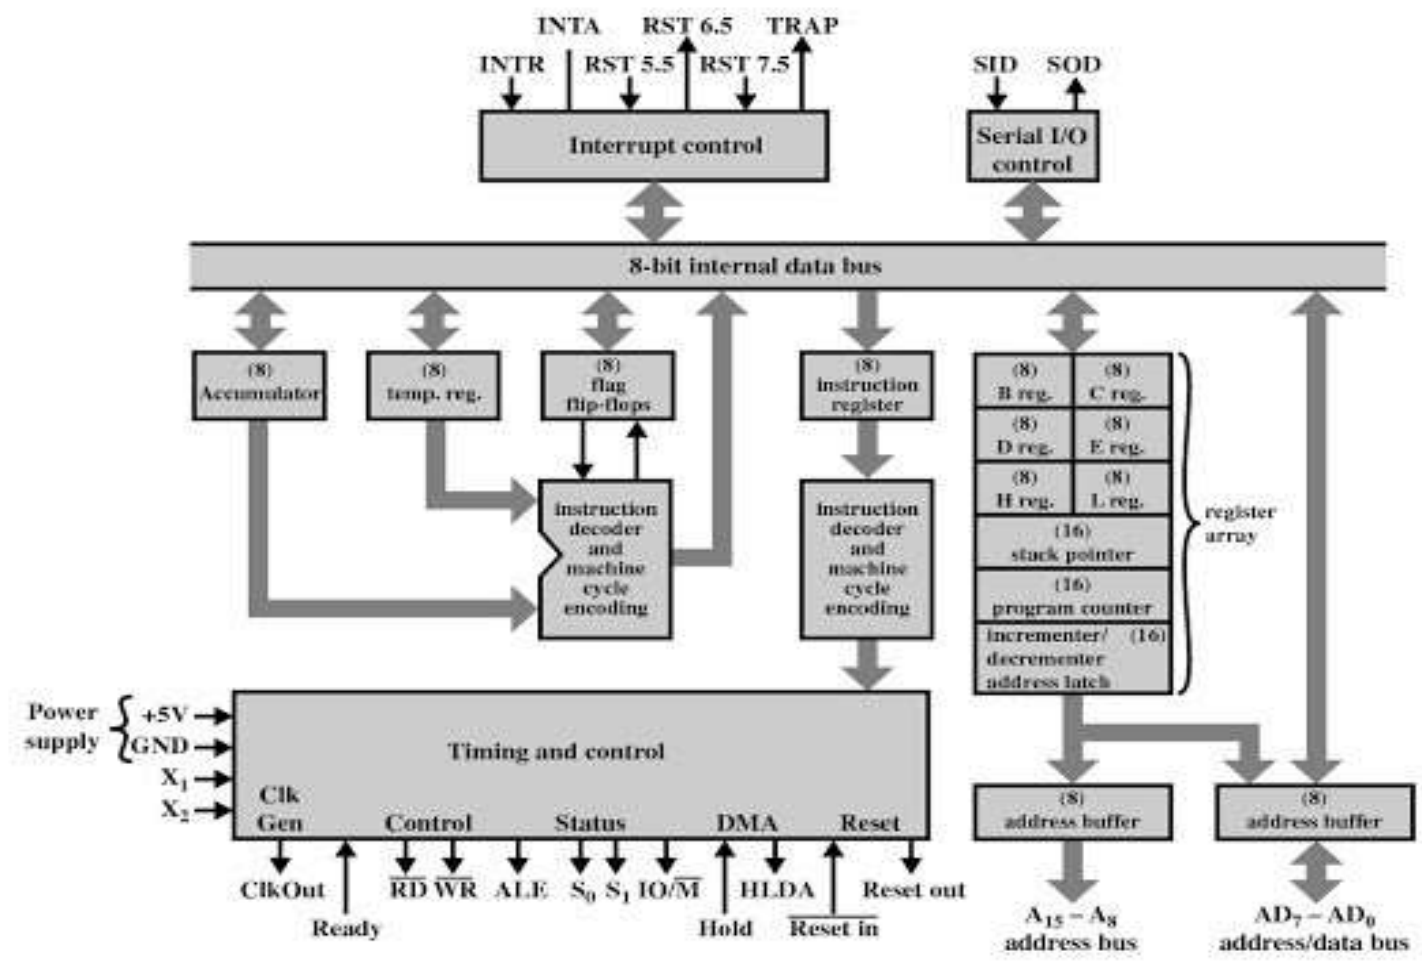 INTA RST 6.5 TRAP
INTR RST 5.5 RST 7.5 SID SOD
Interrupt control
Serial I/O
control
8-bit internal data bus
(8)
Accumulator
(8)
temp. reg.
(8)
flag
flip-flops
(8)
instruction
register
(8)
B reg.
(8)
C reg.
(8)
D reg.
(8)
E reg.
(8)
H reg.
(8)
L reg.
(16)
stack pointer
(16)
program counter
incrementer/ (16)
decrementer
address latch
register
array
instruction
decoder
and
machine
cycle
encoding
instruction
decoder
and
machine
cycle
encoding
Power
supply
+5V
GND
X₁
X₂
Timing and control
Clk
Gen Control Status DMA Reset
ClkOut R̅D̅ W̅R̅ ALE S₀ S₁ IO/M̅ HLDA Reset out
Ready Hold R̅e̅s̅e̅t̅ ̅i̅n̅
(8)
address buffer
(8)
address buffer
A₁₅ – A₈
address bus
AD₇ – AD₀
address/data bus